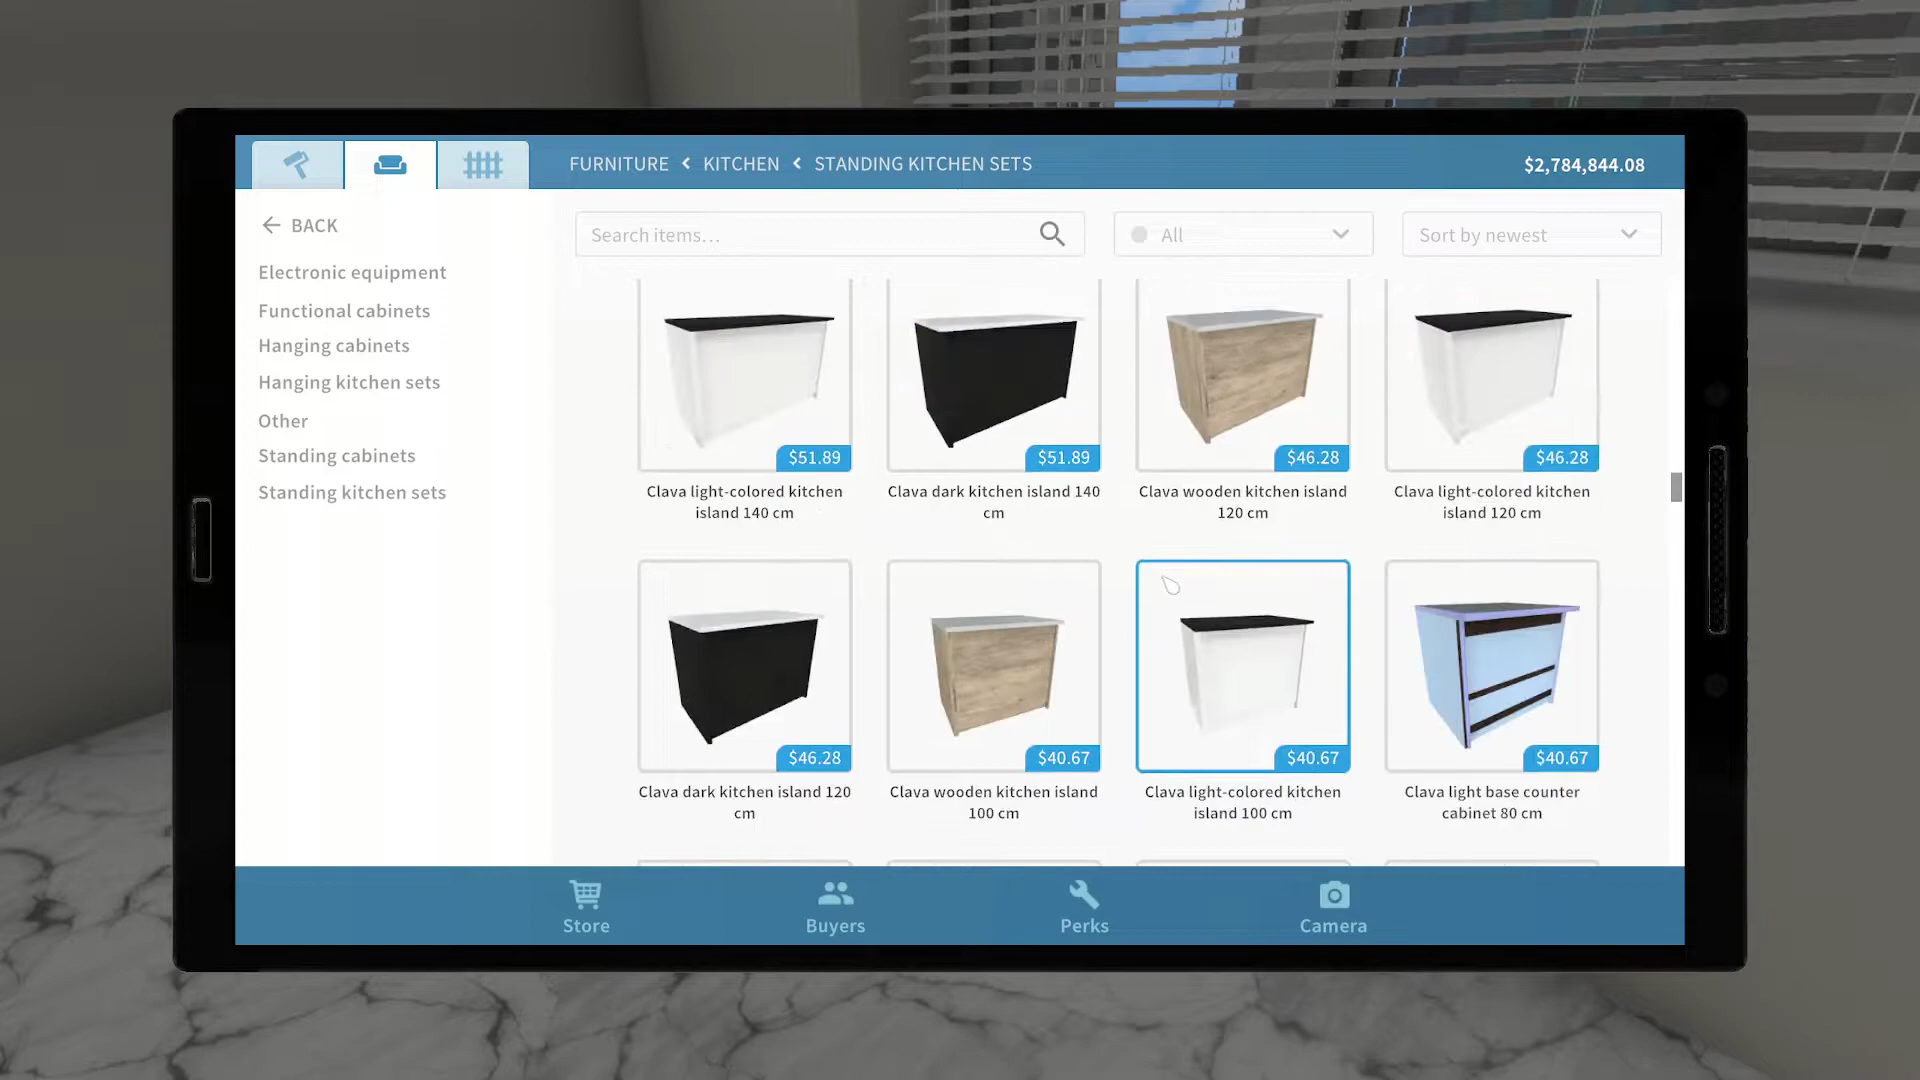 FURNITURE < KITCHEN < STANDING KITCHEN SETS
$2,784,844.08
BACK
Search items...
All
Sort by newest
Electronic equipment
Functional cabinets
Hanging cabinets
Hanging kitchen sets
Other
Standing cabinets
Standing kitchen sets
$51.89
$51.89
$46.28
$46.28
Clava light-colored kitchen
island 140 cm
Clava dark kitchen island 140
cm
Clava wooden kitchen island
120 cm
Clava light-colored kitchen
island 120 cm
$46.28
$40.67
$40.67
$40.67
Clava dark kitchen island 120
cm
Clava wooden kitchen island
100 cm
Clava light-colored kitchen
island 100 cm
Clava light base counter
cabinet 80 cm
Store
Buyers
Perks
Camera